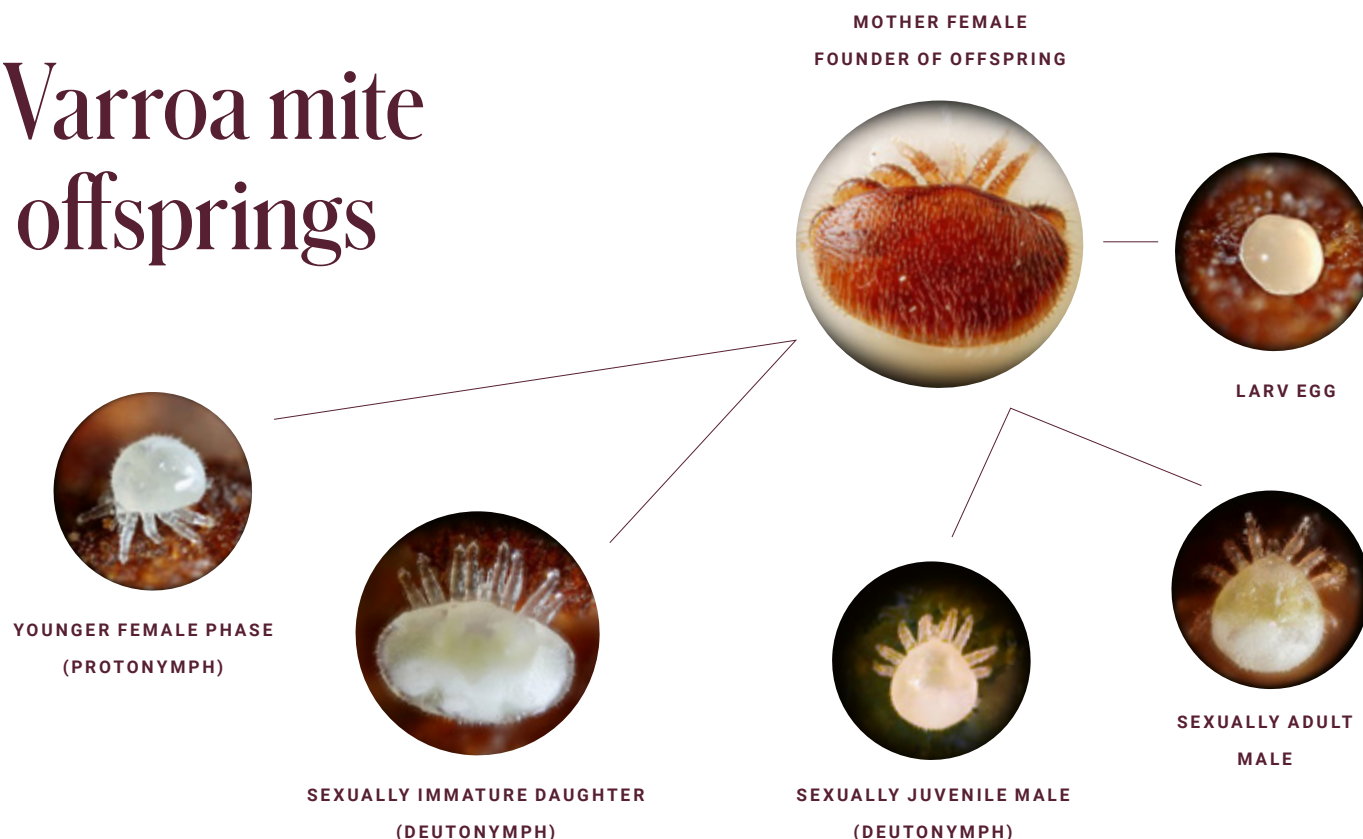 Varroa mite
offsprings
MOTHER FEMALE
FOUNDER OF OFFSPRING
LARV EGG
YOUNGER FEMALE PHASE
(PROTONYMPH)
SEXUALLY IMMATURE DAUGHTER
(DEUTONYMPH)
SEXUALLY JUVENILE MALE
(DEUTONYMPH)
SEXUALLY ADULT
MALE